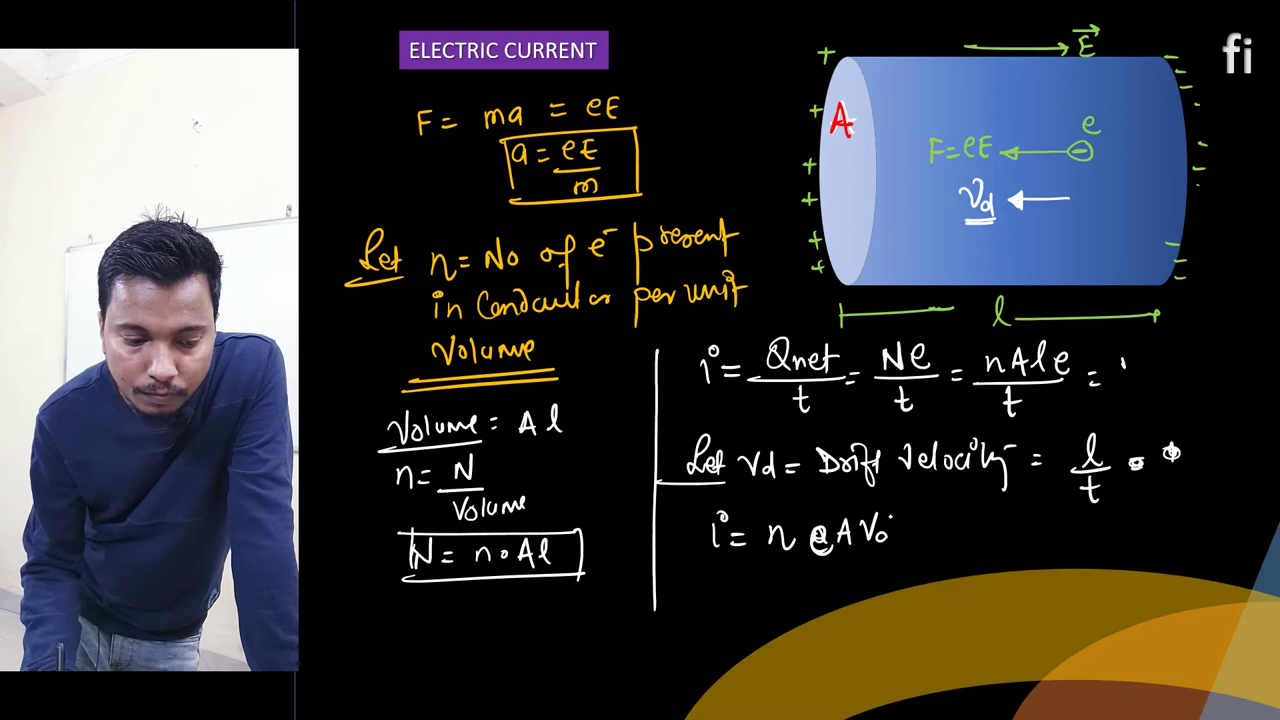 ELECTRIC CURRENT
fi
F = ma = eE
a = eE/m
Let n = No of e⁻ present
in Conductor per unit
Volume
Volume = Al
n = N/Volume
N = n · Al
+ + + + + +
A
E⃗
e
F = eE
vd
l
i = Qnet/t = Ne/t = nAle/t =
Let vd = Drift velocity = l/t
i = n e A v